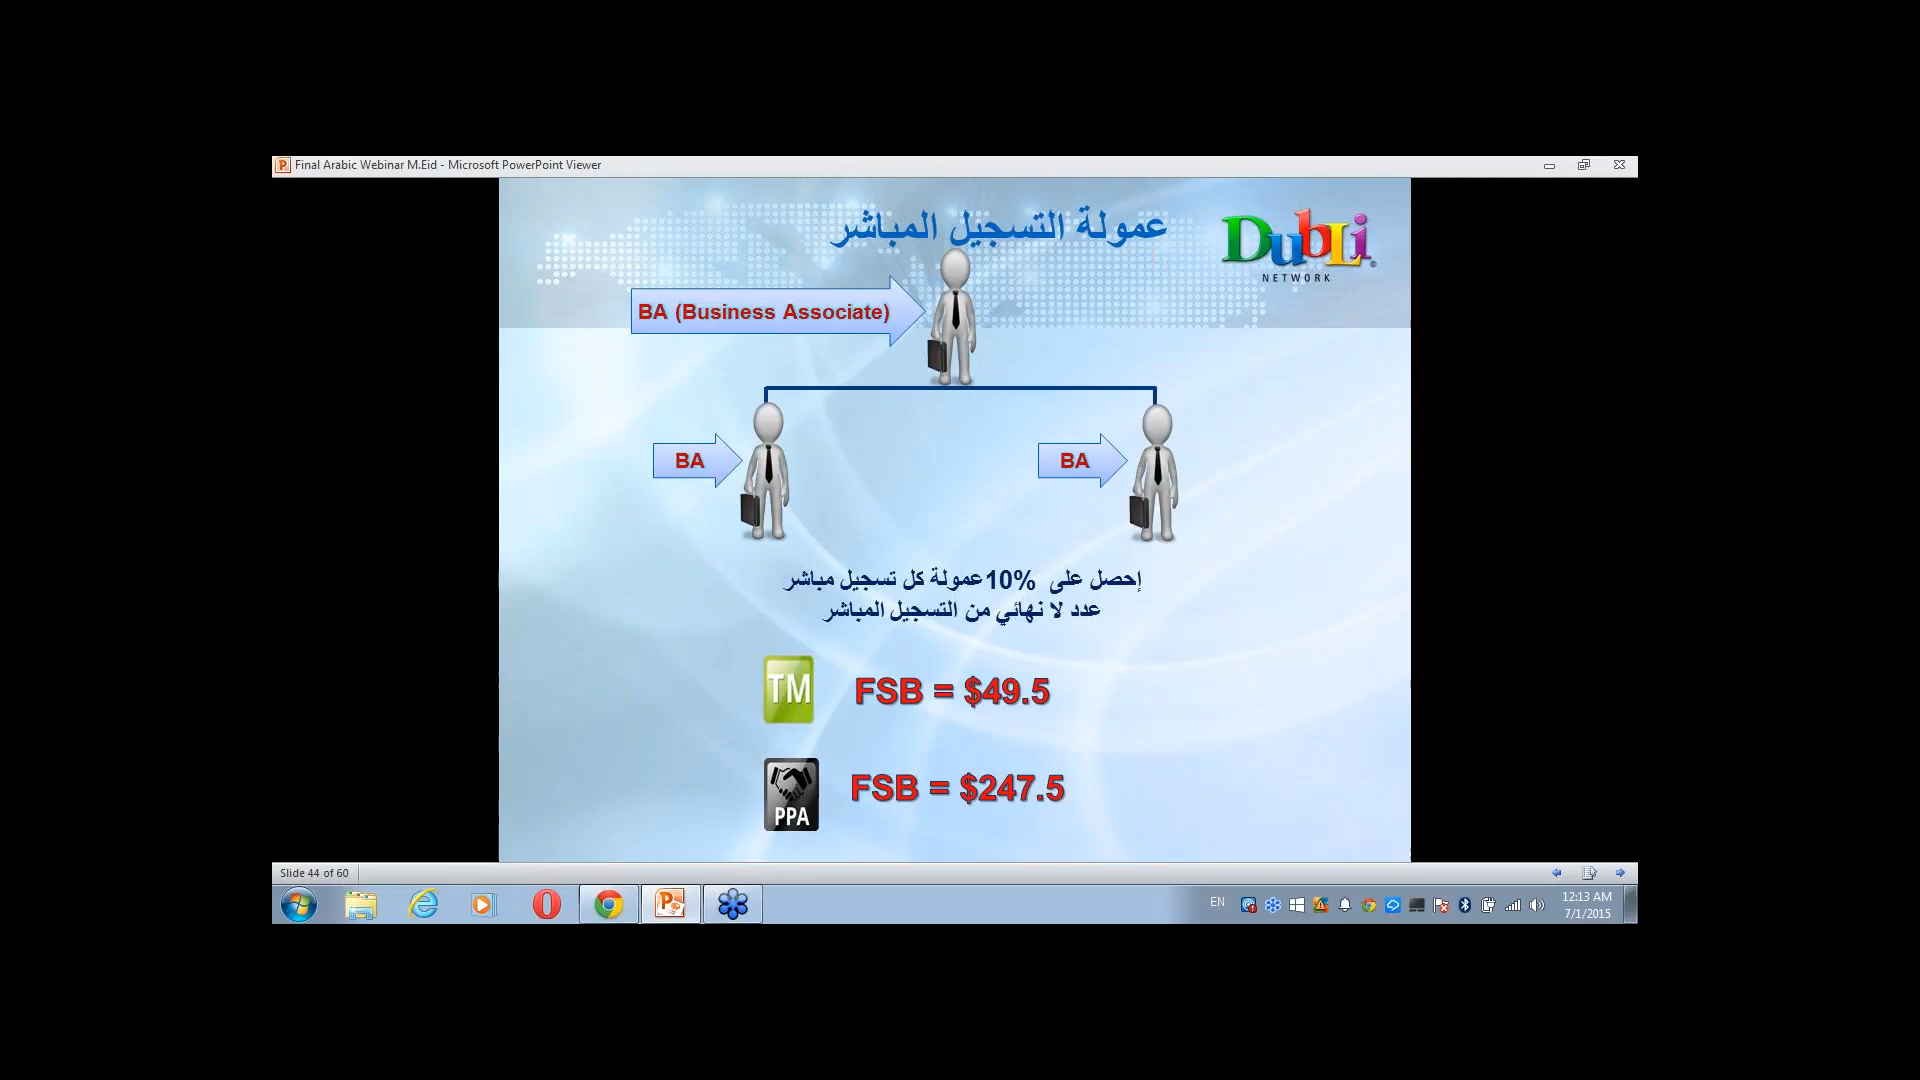 Final Arabic Webinar M.Eid - Microsoft PowerPoint Viewer
عمولة التسجيل المباشر
DubLi®
NETWORK
BA (Business Associate)
BA
BA
إحصل على 10% عمولة كل تسجيل مباشر
عدد لا نهائي من التسجيل المباشر
TM
FSB = $49.5
PPA
FSB = $247.5
Slide 44 of 60
EN
12:13 AM
7/1/2015